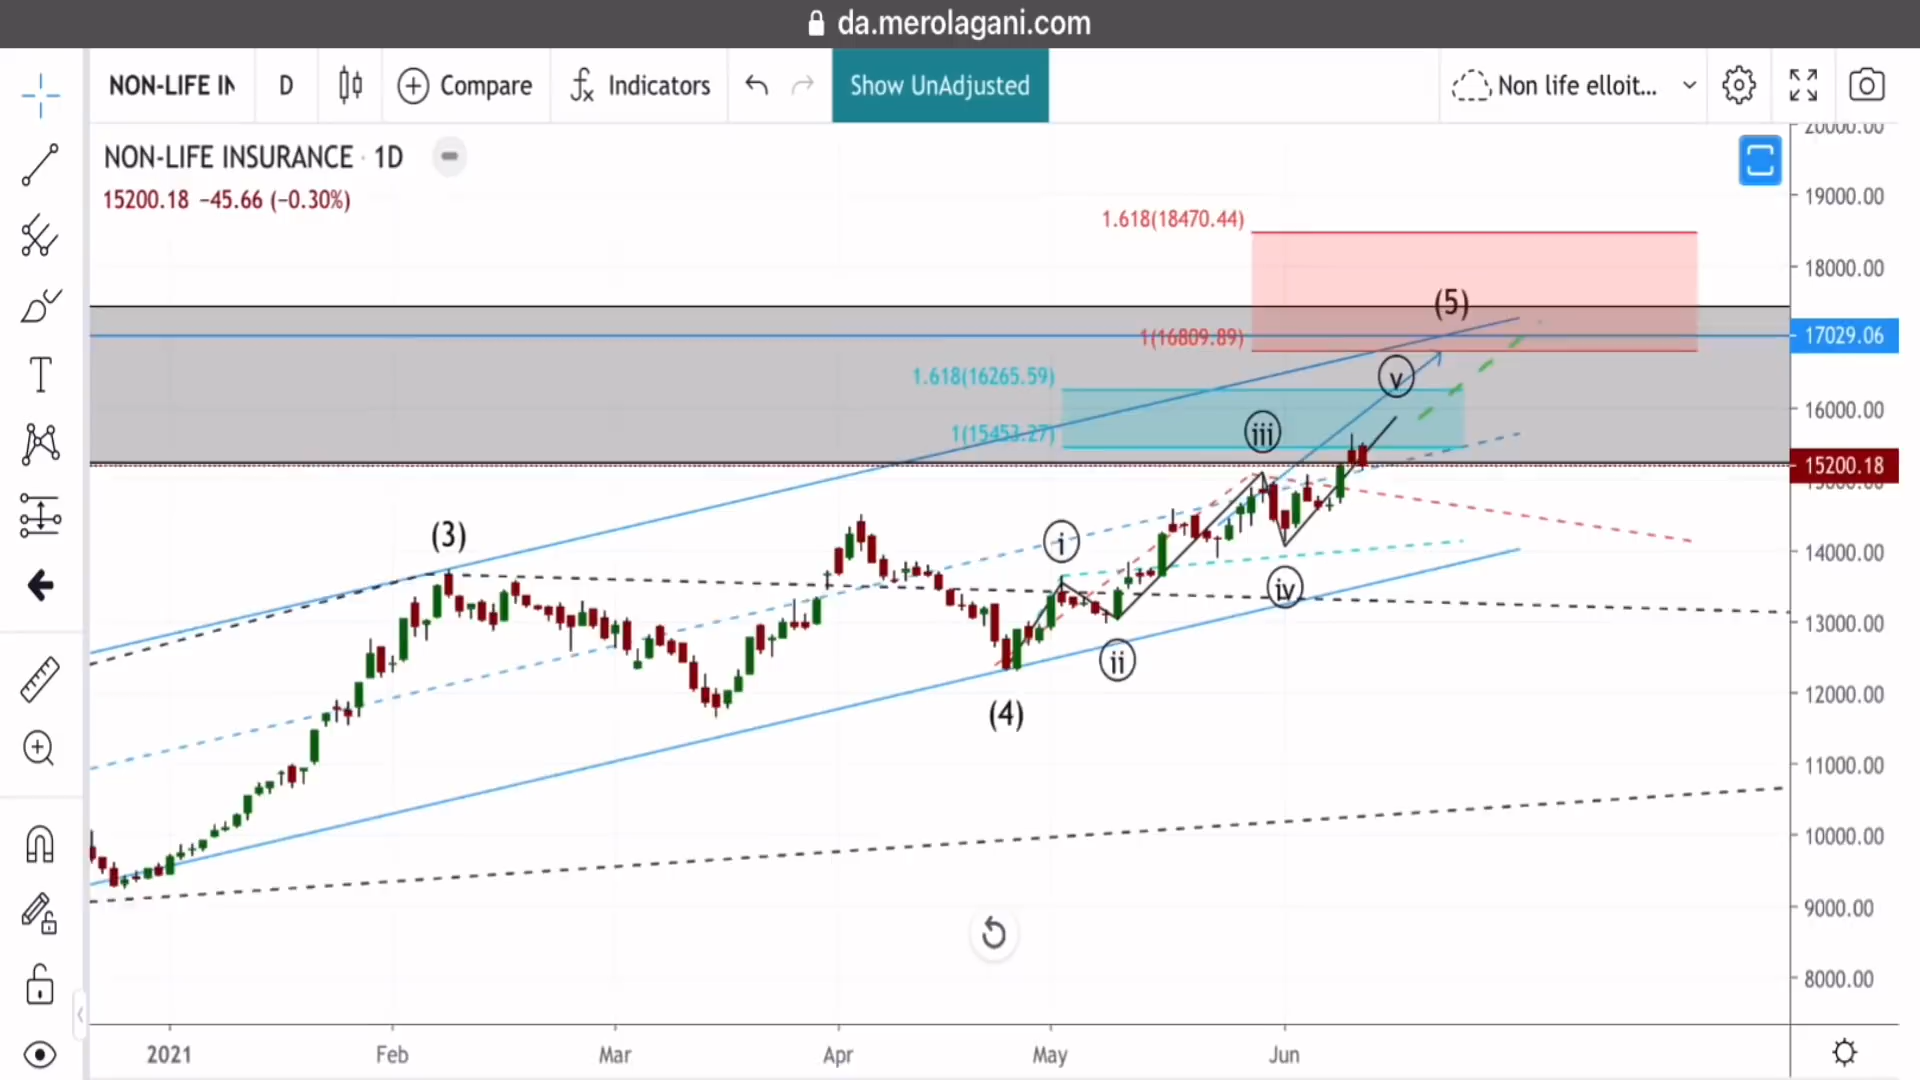 da.merolagani.com
NON-LIFE IN D Compare Indicators Show UnAdjusted Non life elloit...
NON-LIFE INSURANCE · 1D
15200.18 −45.66 (−0.30%)
20000.00
19000.00
1.618(18470.44)
18000.00
(5)
1(16809.89)
17029.06
1.618(16265.59)
v
16000.00
iii
1(15453.27)
15200.18
15000.00
(3)
i
14000.00
iv
13000.00
ii
12000.00
(4)
11000.00
10000.00
9000.00
8000.00
2021 Feb Mar Apr May Jun